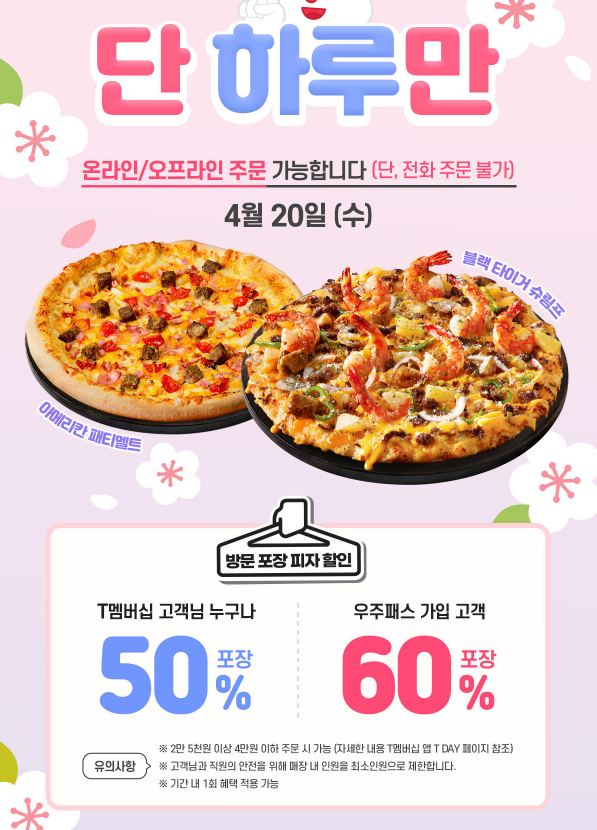 단 하루만
온라인/오프라인 주문 가능합니다 (단, 전화 주문 불가)
4월 20일 (수)
블랙 타이거 슈림프
아메리칸 패티멜트
방문 포장 피자 할인
T멤버십 고객님 누구나
50% 포장
우주패스 가입 고객
60% 포장
유의사항
※ 2만 5천원 이상 4만원 이하 주문 시 가능 (자세한 내용 T멤버십 앱 T DAY 페이지 참조)
※ 고객님과 직원의 안전을 위해 매장 내 인원을 최소인원으로 제한합니다.
※ 기간 내 1회 혜택 적용 가능